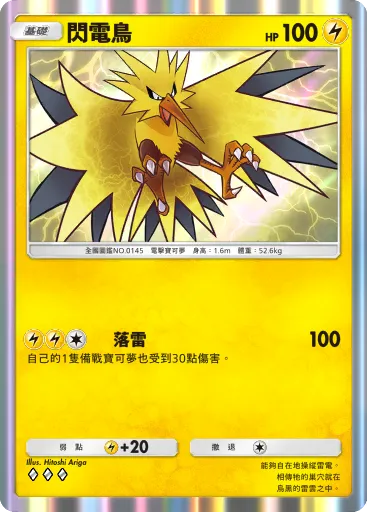 基礎 閃電鳥 HP 100
全國圖鑑NO.0145 電擊寶可夢 身高：1.6m 體重：52.6kg
落雷 100
自己的1隻備戰寶可夢也受到30點傷害。
弱點 +20 撤退
Illus. Hitoshi Ariga
能夠自在地操縱雷電。
相傳牠的巢穴就在
烏黑的雷雲之中。